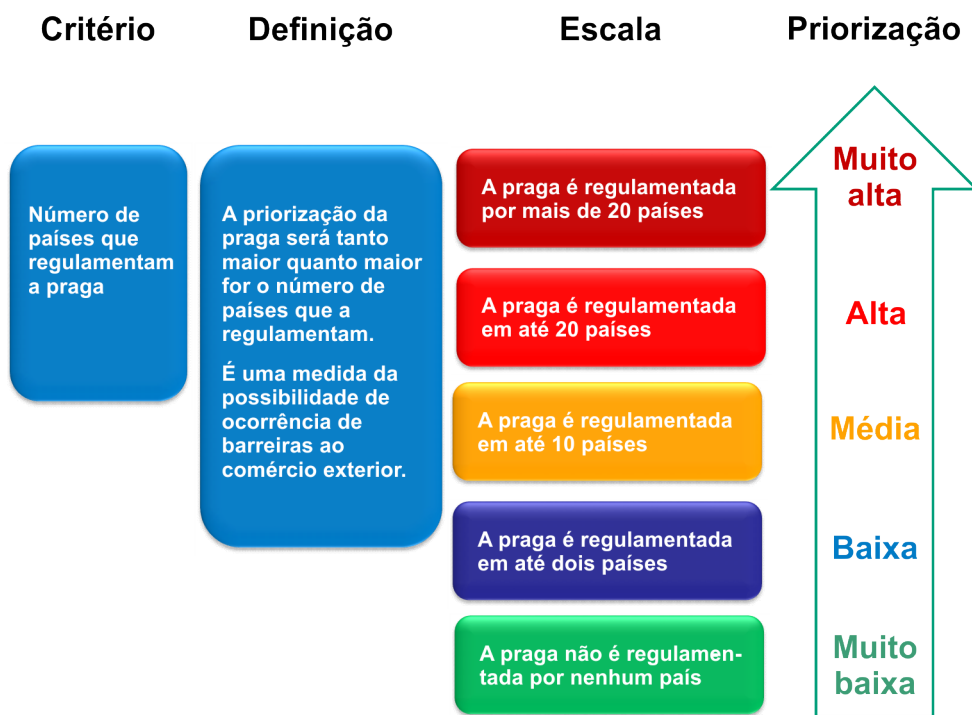 Critério
Definição
Escala
Priorização
Número de
países que
regulamentam
a praga
A priorização da
praga será tanto
maior quanto maior
for o número de
países que a
regulamentam.
É uma medida da
possibilidade de
ocorrência de
barreiras ao
comércio exterior.
A praga é regulamentada
por mais de 20 países
Muito
alta
A praga é regulamentada
em até 20 países
Alta
A praga é regulamentada
em até 10 países
Média
A praga é regulamentada
em até dois países
Baixa
A praga não é regulamen-
tada por nenhum país
Muito
baixa